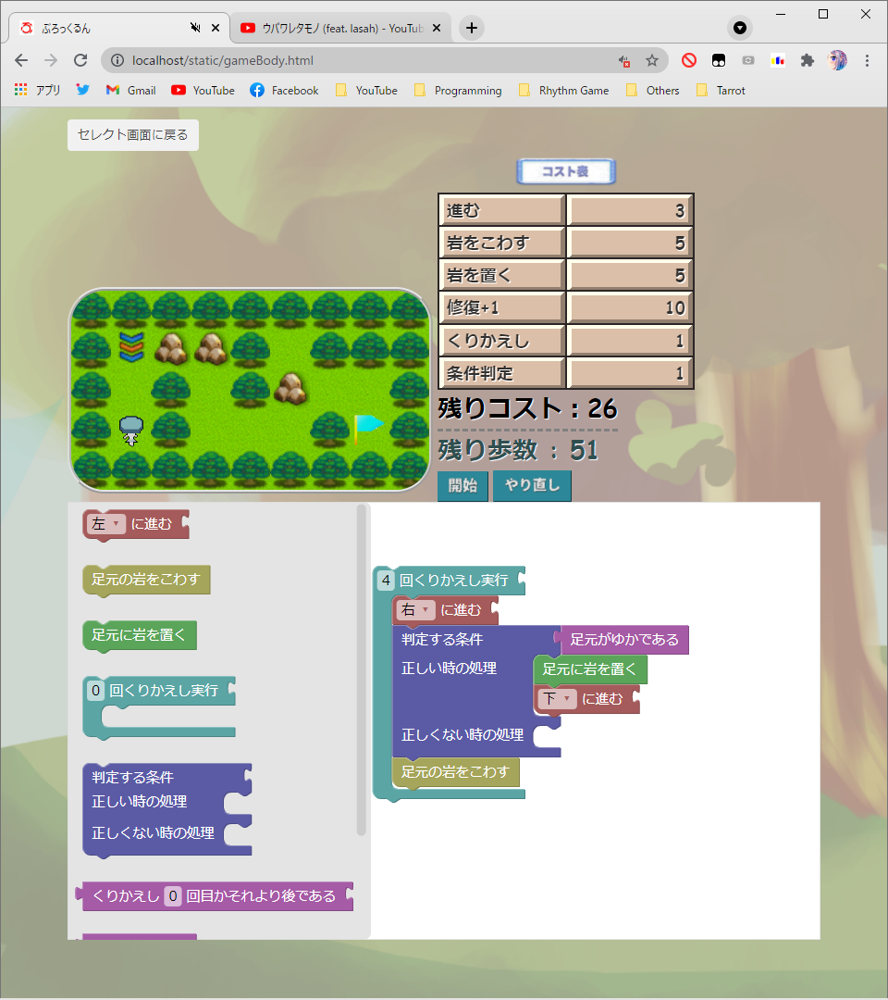 ぶろっくるん
ウバワレタモノ (feat. lasah) - YouTub
localhost/static/gameBody.html
アプリ
Gmail
YouTube
Facebook
YouTube
Programming
Rhythm Game
Others
Tarrot
セレクト画面に戻る
コスト表
進む 3
岩をこわす 5
岩を置く 5
修復+1 10
くりかえし 1
条件判定 1
残りコスト：26
残り歩数 ：51
開始 やり直し
左 に進む
足元の岩をこわす
足元に岩を置く
0 回くりかえし実行
判定する条件
正しい時の処理
正しくない時の処理
くりかえし 0 回目かそれより後である
4 回くりかえし実行
右 に進む
判定する条件 足元がゆかである
正しい時の処理 足元に岩を置く
下 に進む
正しくない時の処理
足元の岩をこわす